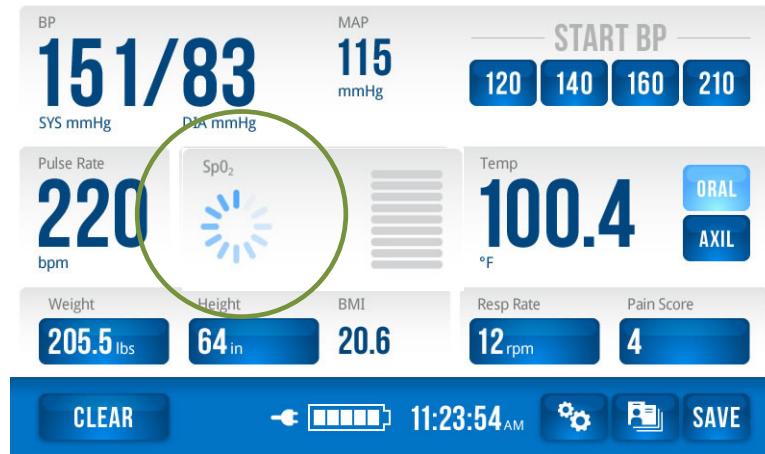 BP
151/83
SYS mmHg DIA mmHg
MAP
115
mmHg
START BP
120 140 160 210
Pulse Rate
220
bpm
SpO₂
Temp
100.4
°F
ORAL
AXIL
Weight
205.5 lbs
Height
64 in
BMI
20.6
Resp Rate
12 rpm
Pain Score
4
CLEAR 11:23:54 AM SAVE